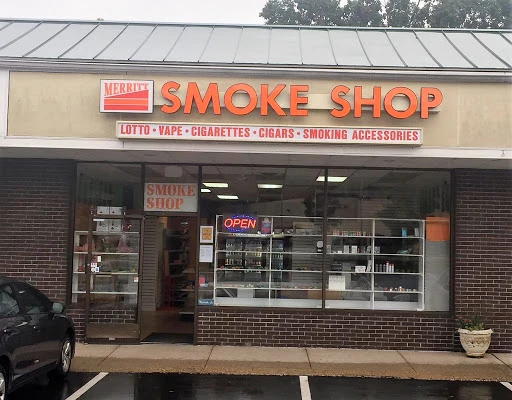 MERRITT
SMOKE SHOP
LOTTO • VAPE • CIGARETTES • CIGARS • SMOKING ACCESSORIES
SMOKE
SHOP
OPEN